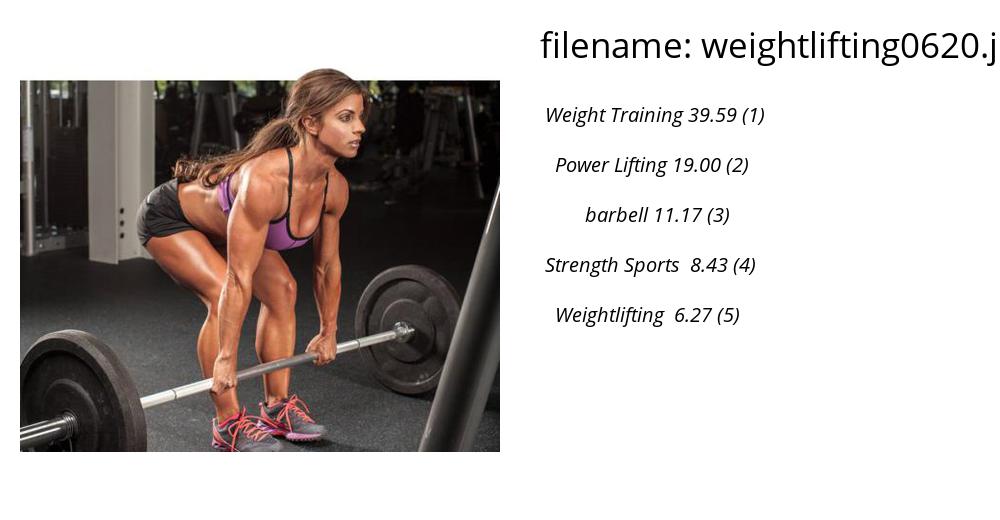 filename: weightlifting0620.j
Weight Training 39.59 (1)
Power Lifting 19.00 (2)
barbell 11.17 (3)
Strength Sports 8.43 (4)
Weightlifting 6.27 (5)